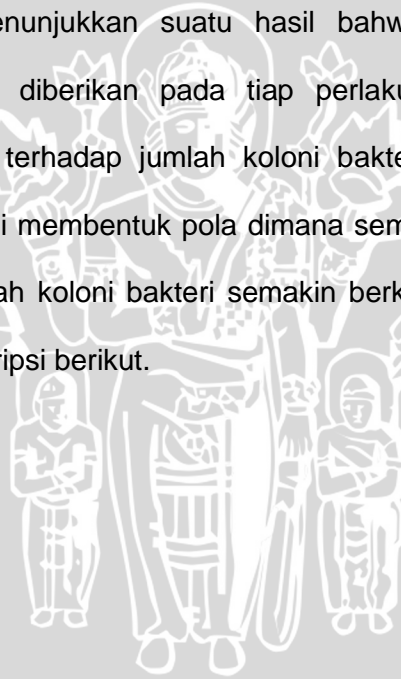 enunjukkan suatu hasil bahw
diberikan pada tiap perlaku
terhadap jumlah koloni bakte
i membentuk pola dimana sem
ah koloni bakteri semakin berk
ripsi berikut.